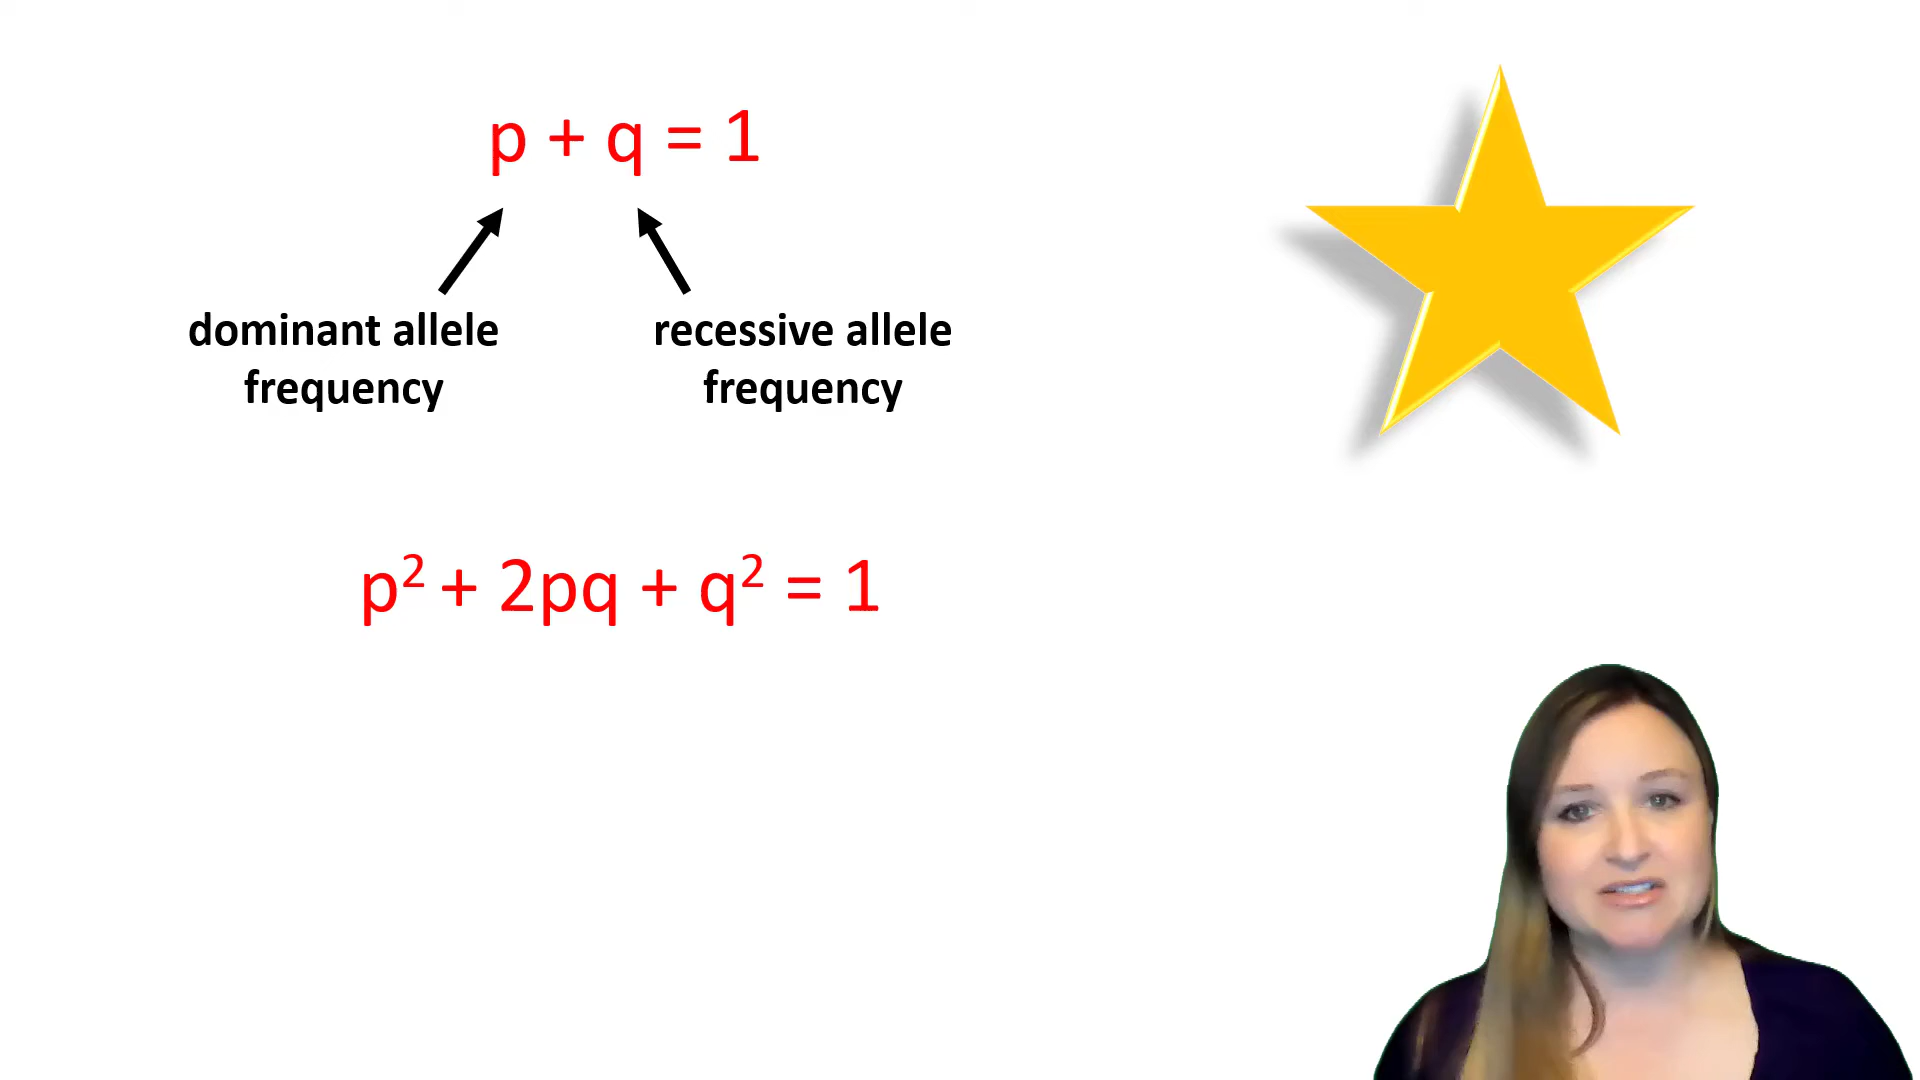 p + q = 1
dominant allele
frequency
recessive allele
frequency
p² + 2pq + q² = 1